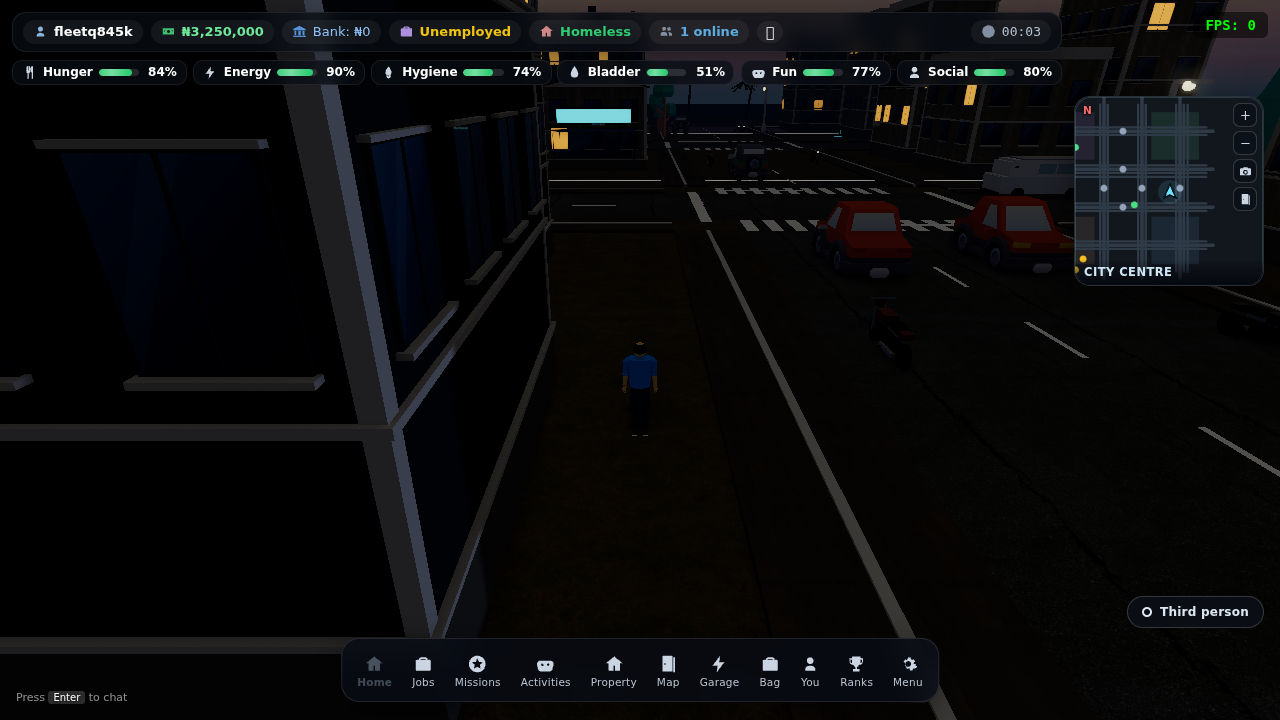 fleetq845k
₦3,250,000
Bank: ₦0
Unemployed
Homeless
1 online
00:03
FPS: 0
Hunger 84%
Energy 90%
Hygiene 74%
Bladder 51%
Fun 77%
Social 80%
N
CITY CENTRE
Third person
Home
Jobs
Missions
Activities
Property
Map
Garage
Bag
You
Ranks
Menu
Press Enter to chat